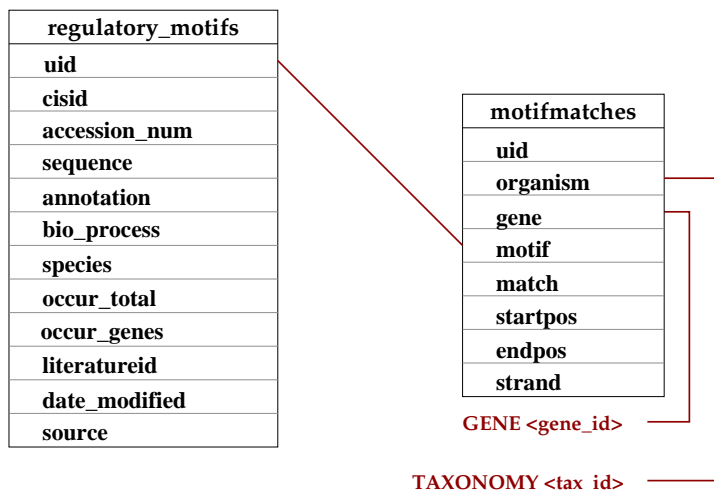 regulatory_motifs
uid
cisid
accession_num
sequence
annotation
bio_process
species
occur_total
occur_genes
literatureid
date_modified
source
motifmatches
uid
organism
gene
motif
match
startpos
endpos
strand
GENE <gene_id>
TAXONOMY <tax_id>